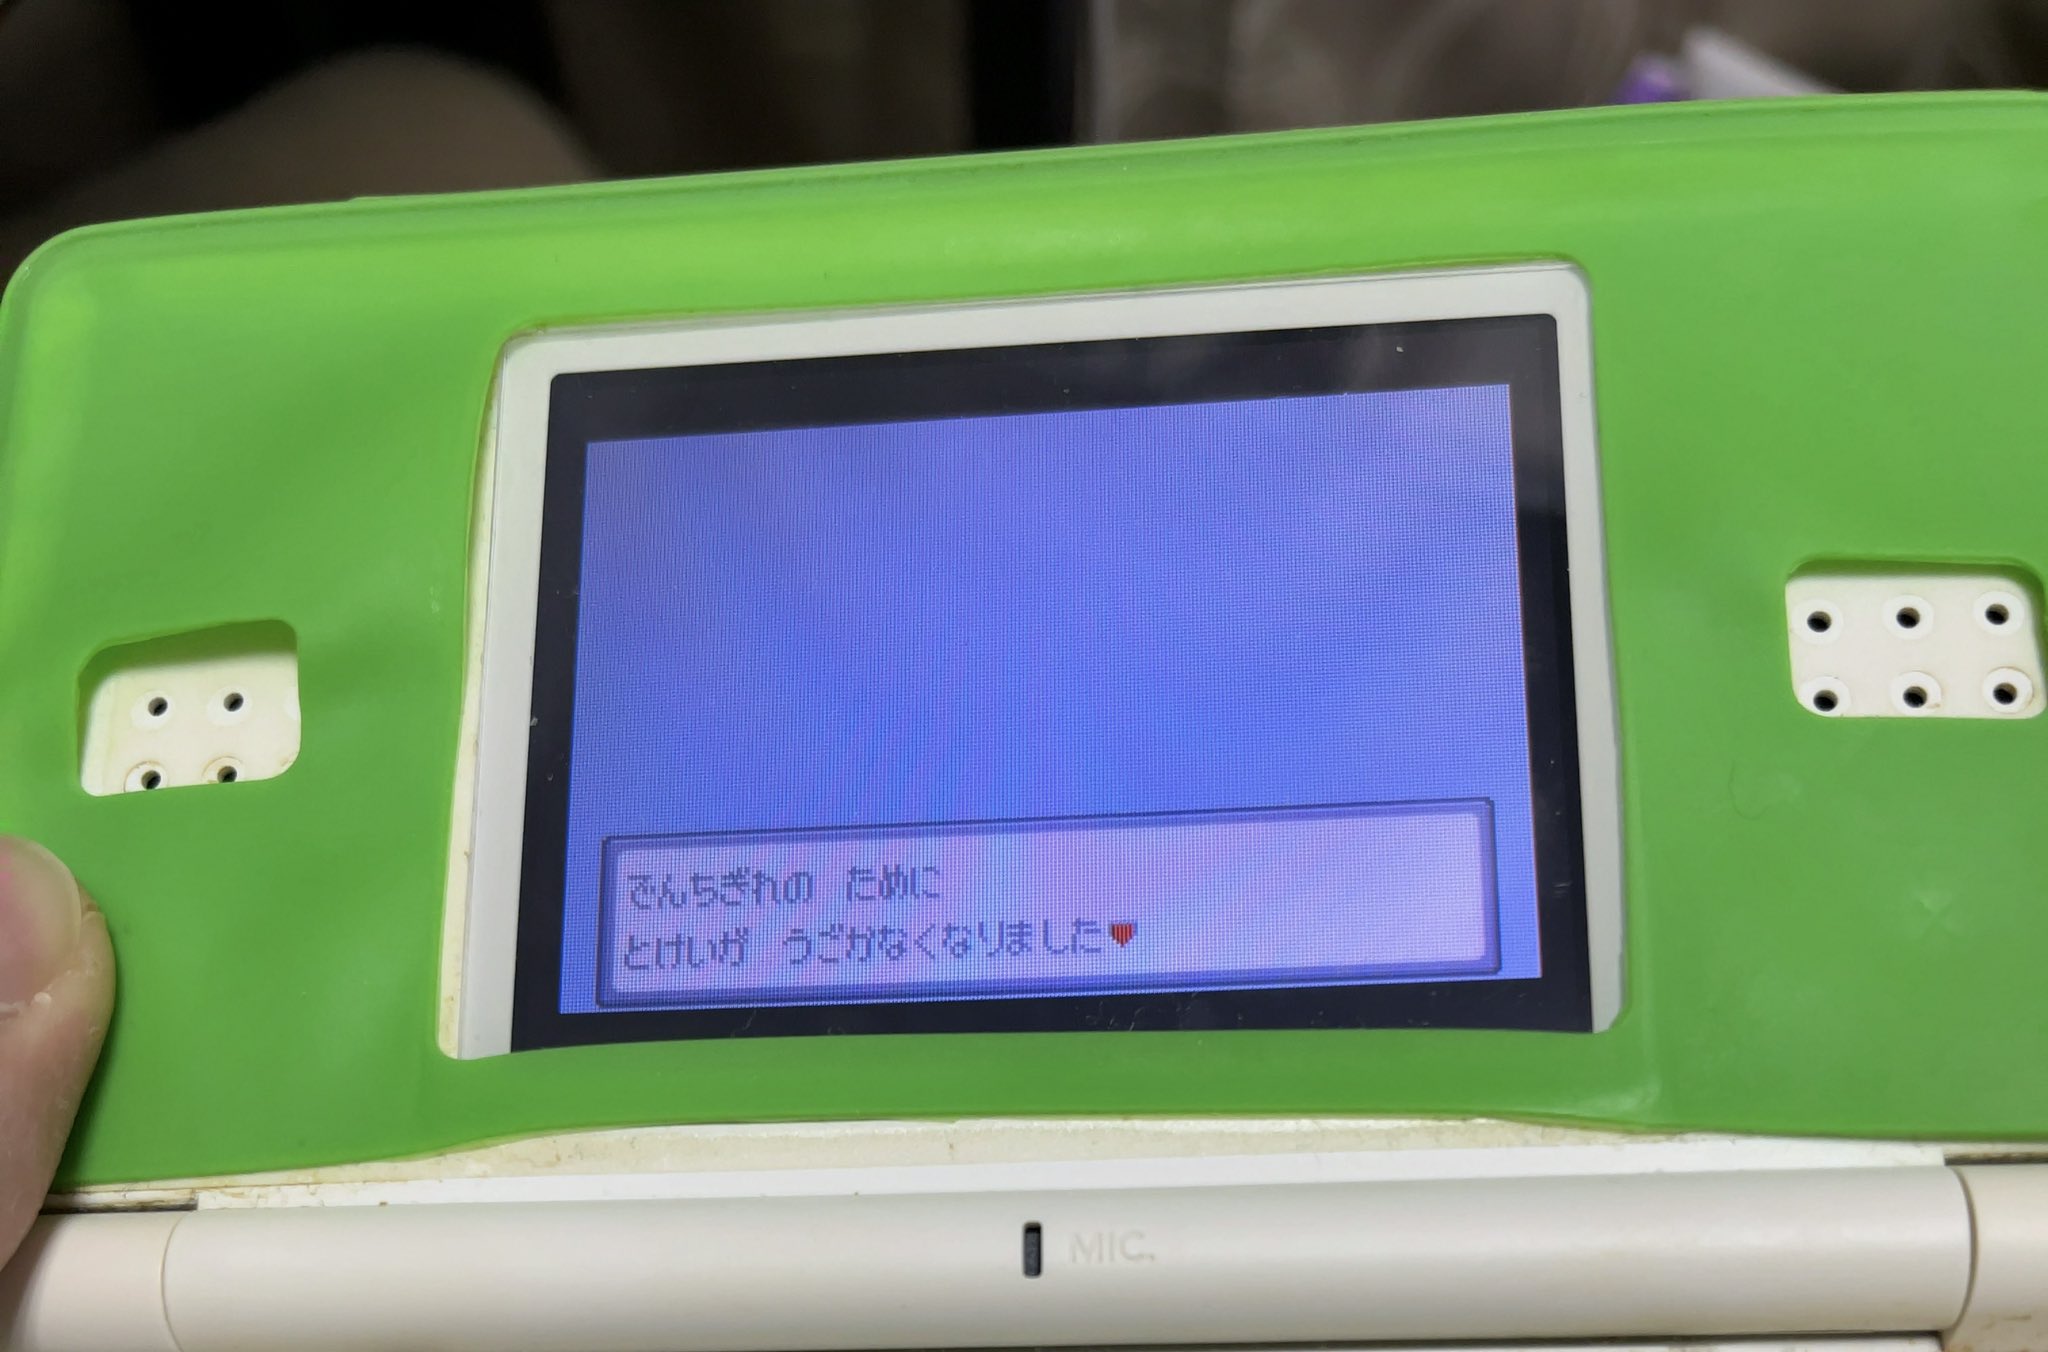 でんちぎれの ために
とけいが うごかなくなりました♥
MIC.